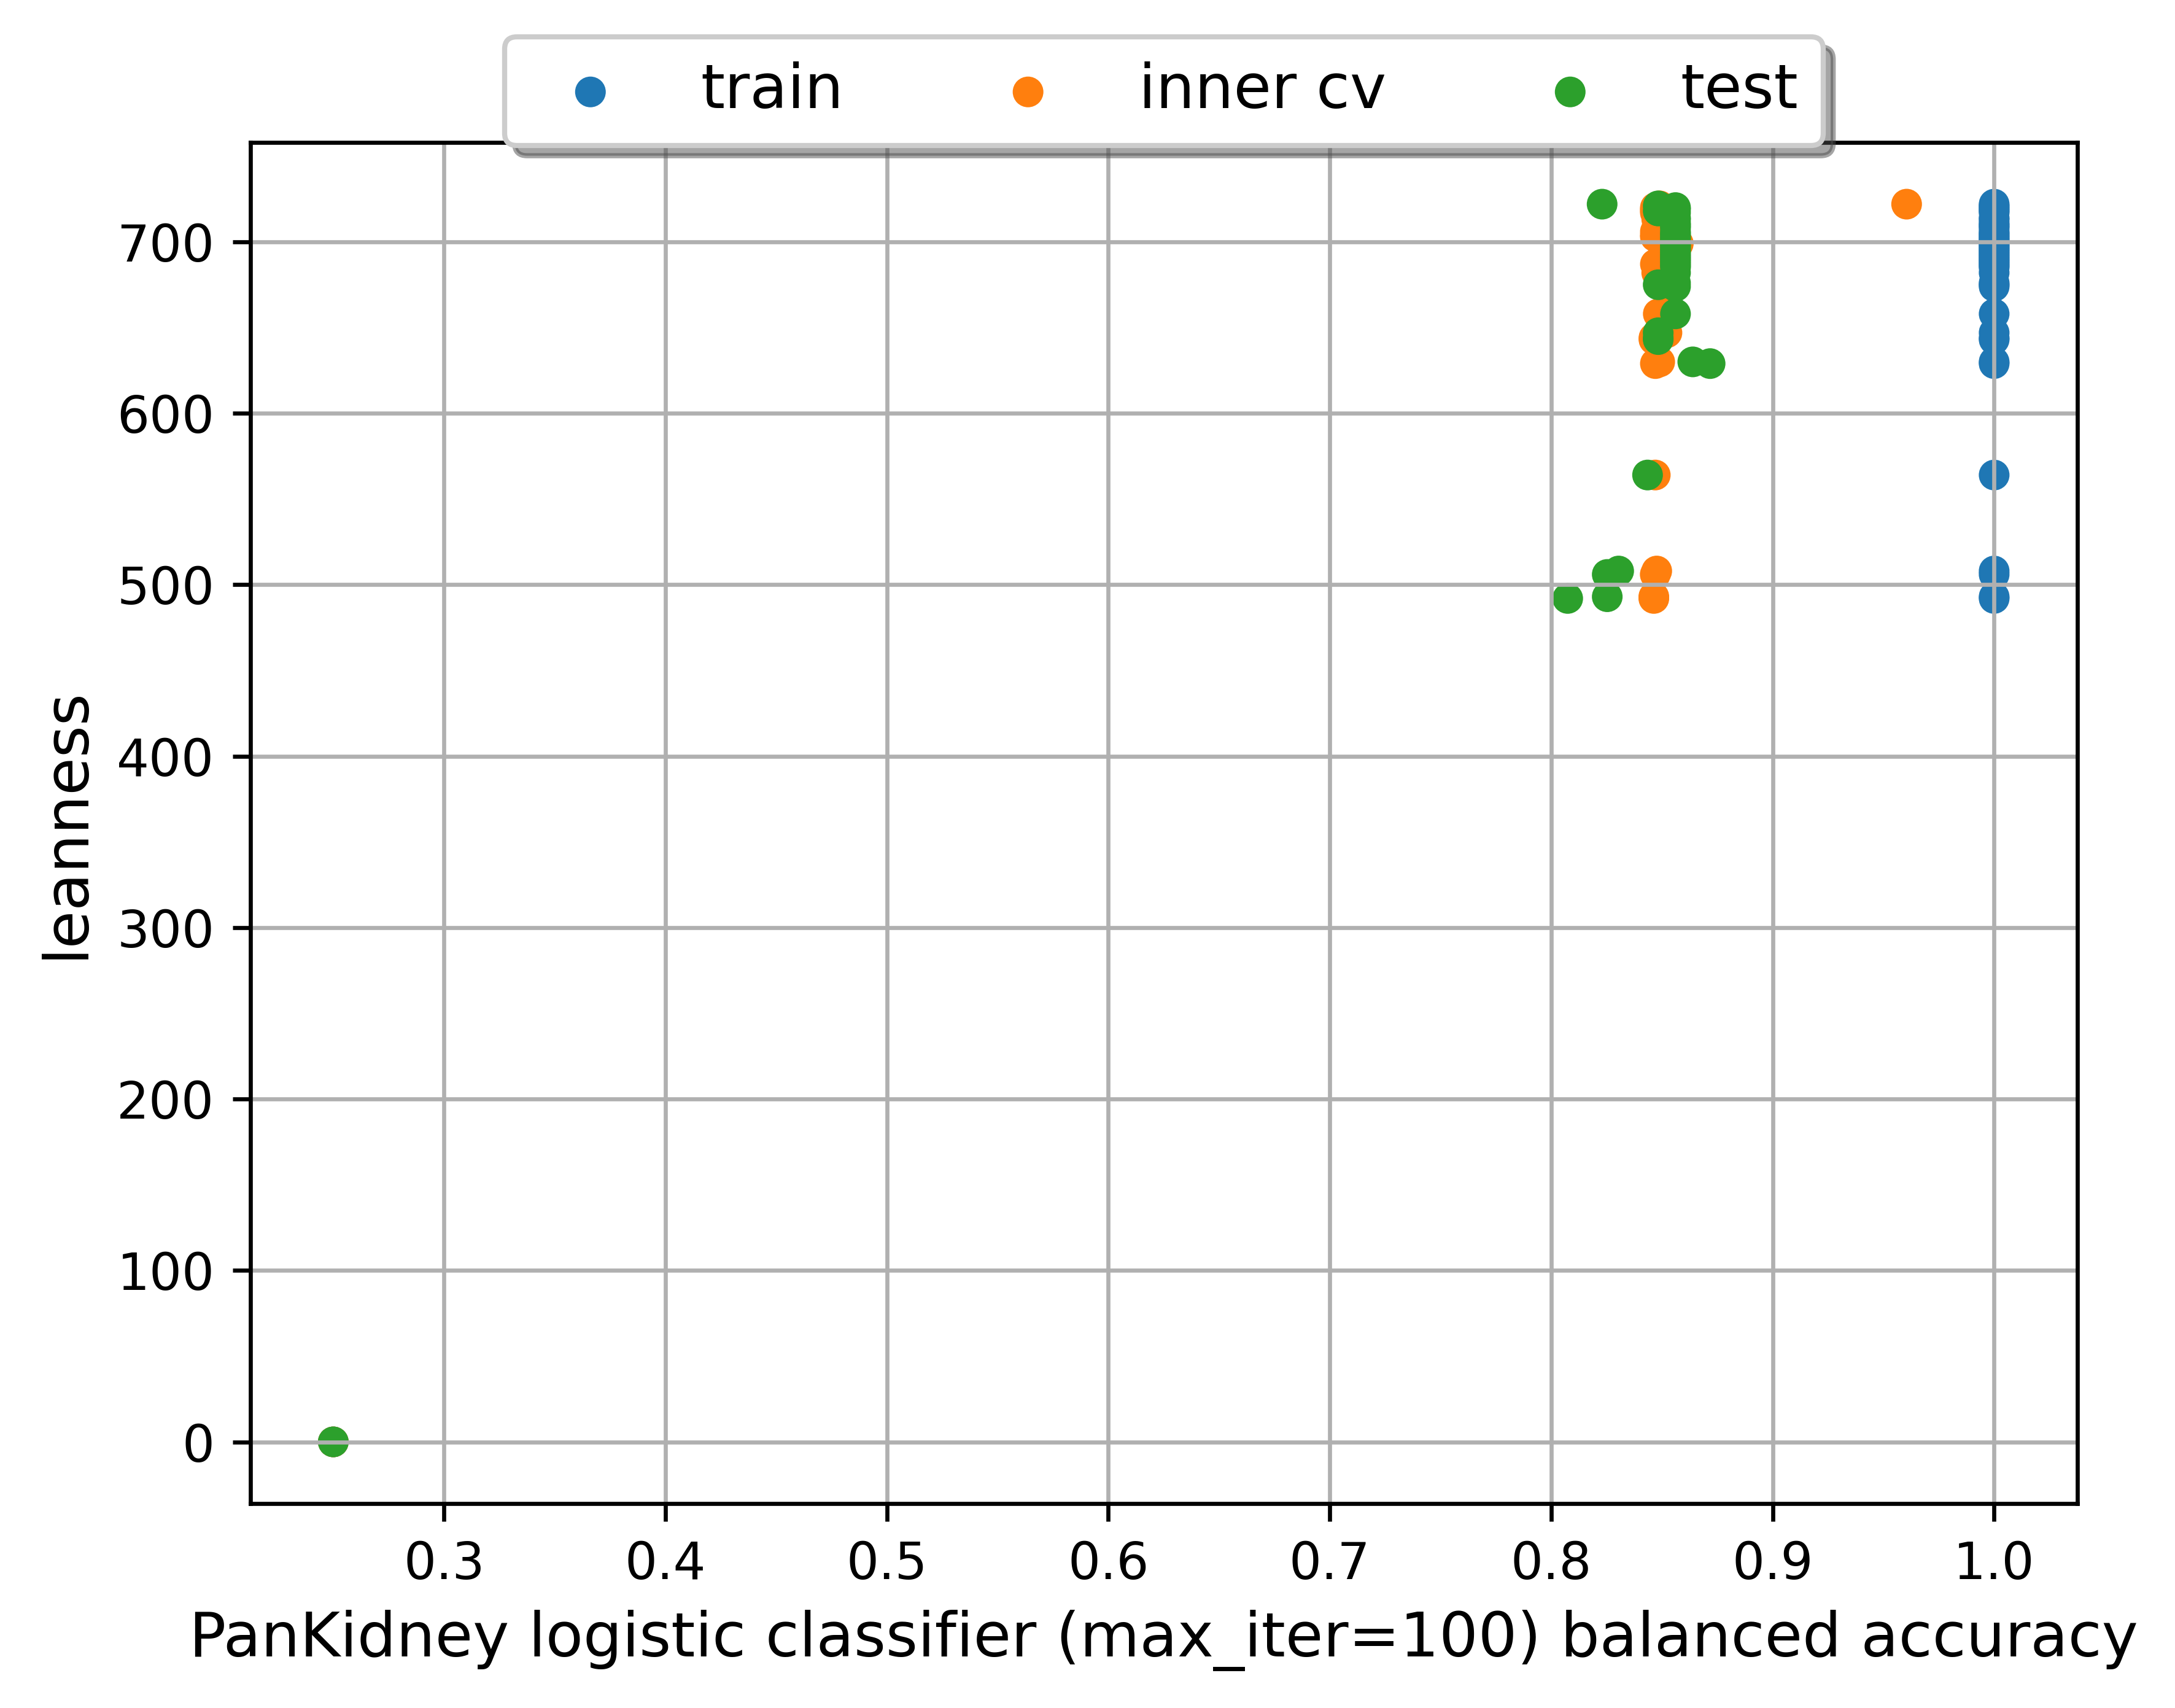 train inner cv test
700
600
500
400
300
200
100
0
leanness
0.3 0.4 0.5 0.6 0.7 0.8 0.9 1.0
PanKidney logistic classifier (max_iter=100) balanced accuracy